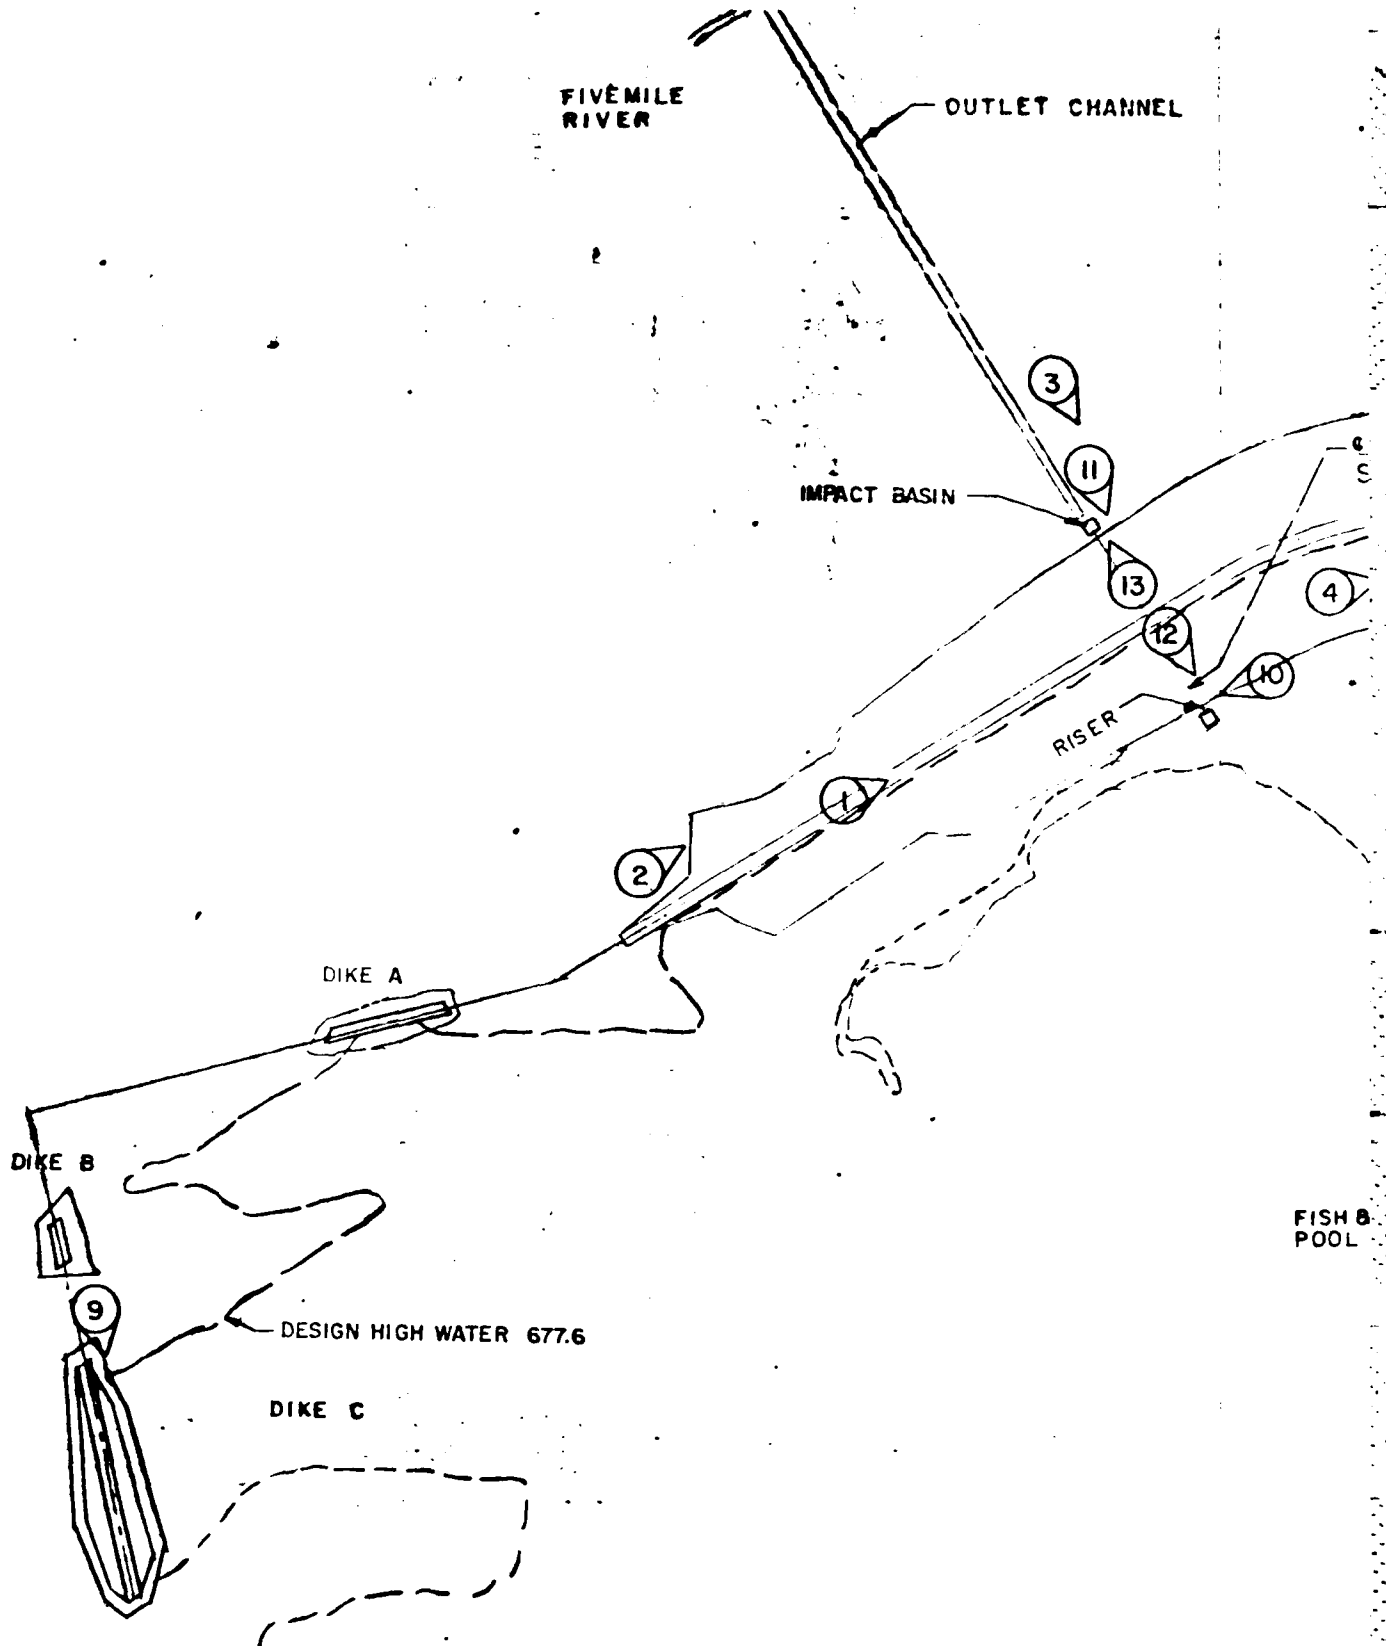 FIVEMILE
RIVER
OUTLET CHANNEL
3
11
IMPACT BASIN
S
13
4
12
10
RISER
1
2
DIKE A
DIKE B
FISH &
POOL
9
DESIGN HIGH WATER 677.6
DIKE C